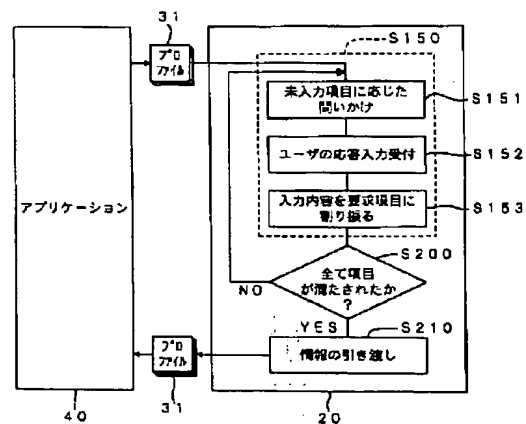 31
プロ
ファイル
S150
未入力項目に応じた
問いかけ
S151
ユーザの応答入力受付
S152
アプリケーション
入力内容を要求項目に
割り振る
S153
S200
全て項目
が満たされたか
？
NO
YES
S210
プロ
ファイル
情報の引き渡し
31
40
20